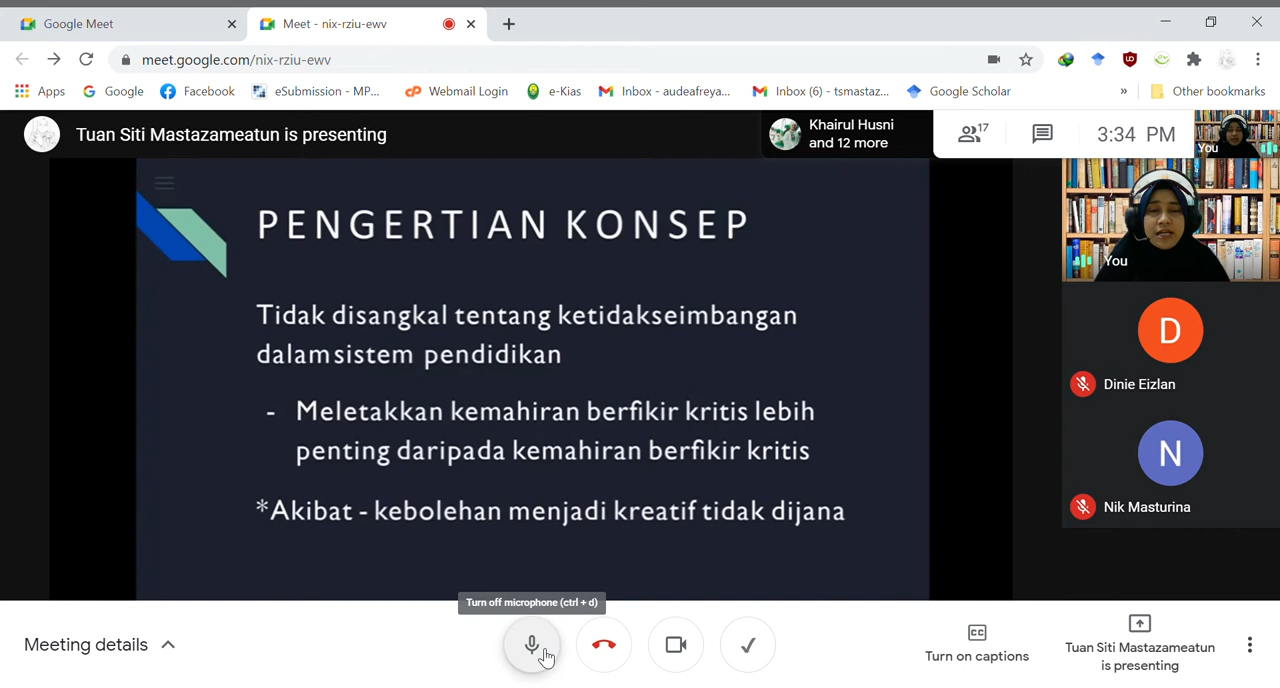 Google Meet
Meet - nix-rziu-ewv
meet.google.com/nix-rziu-ewv
Apps
Google
Facebook
eSubmission - MP...
Webmail Login
e-Kias
Inbox - audeafreya...
Inbox (6) - tsmastaz...
Google Scholar
»
Other bookmarks
Tuan Siti Mastazameatun is presenting
Khairul Husni
and 12 more
17
3:34 PM
You
PENGERTIAN KONSEP
Tidak disangkal tentang ketidakseimbangan
dalam sistem pendidikan
- Meletakkan kemahiran berfikir kritis lebih
penting daripada kemahiran berfikir kritis
*Akibat - kebolehan menjadi kreatif tidak dijana
You
D
Dinie Eizlan
N
Nik Masturina
Turn off microphone (ctrl + d)
Meeting details
Turn on captions
Tuan Siti Mastazameatun
is presenting